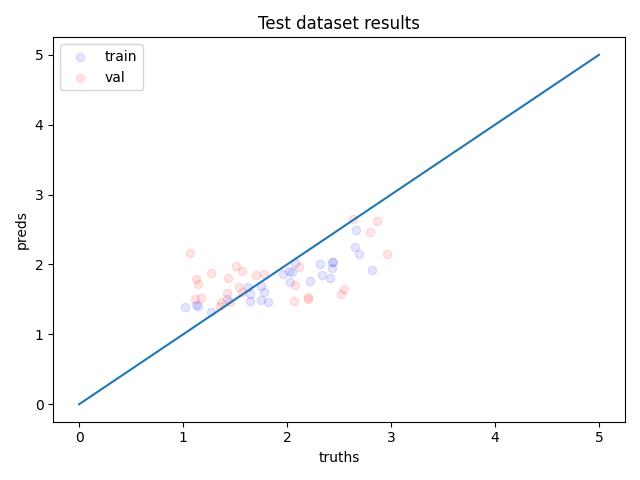 Test dataset results
train
val
5
4
3
2
1
0
preds
0 1 2 3 4 5
truths